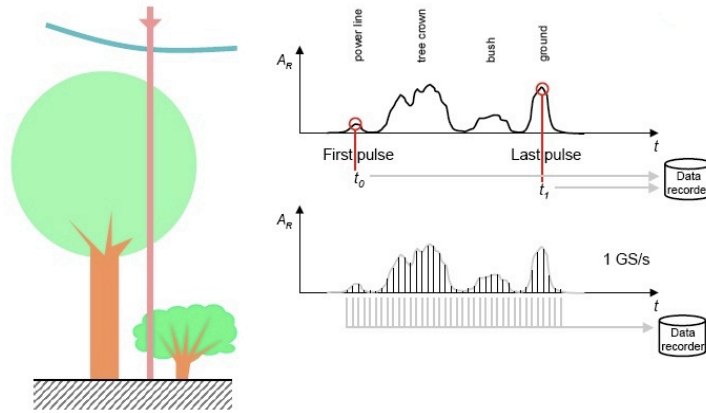 power line
tree crown
bush
ground
A_R
First pulse
Last pulse
t
t_0
t_1
Data
recorde
A_R
1 GS/s
t
Data
recorder